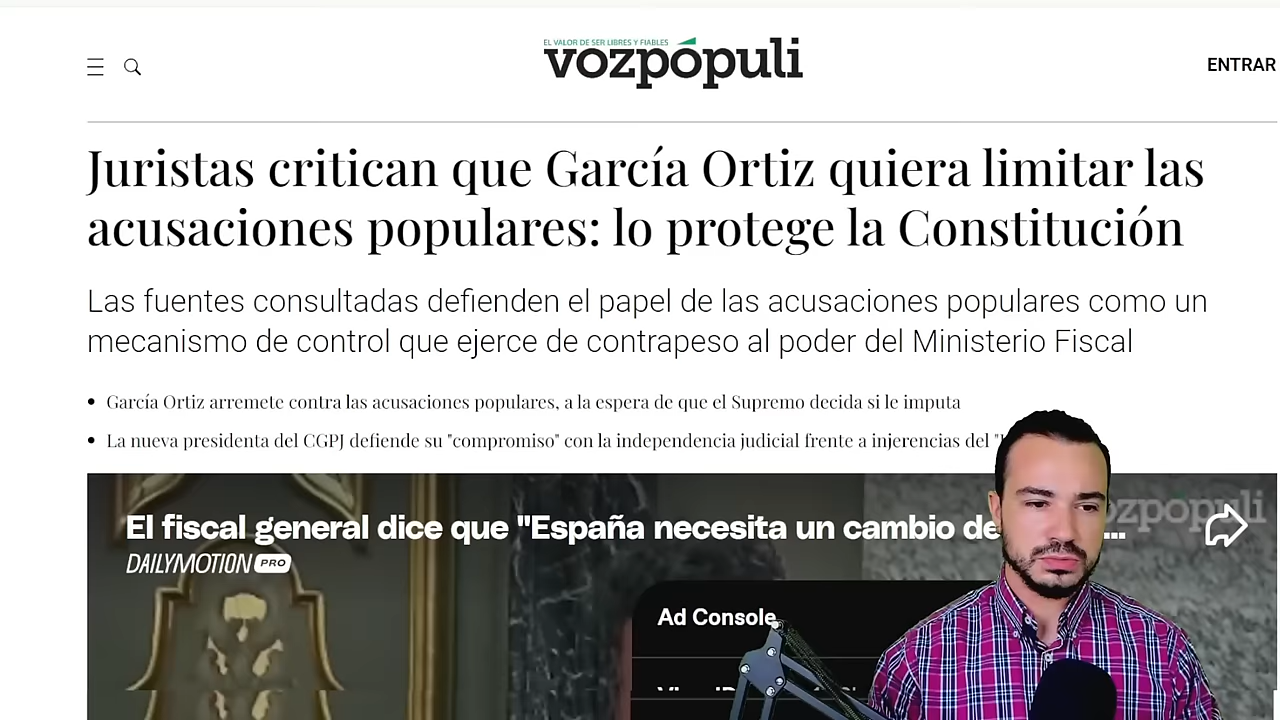 EL VALOR DE SER LIBRES Y FIABLES
vozpópuli
ENTRAR
Juristas critican que García Ortiz quiera limitar las
acusaciones populares: lo protege la Constitución
Las fuentes consultadas defienden el papel de las acusaciones populares como un
mecanismo de control que ejerce de contrapeso al poder del Ministerio Fiscal
• García Ortiz arremete contra las acusaciones populares, a la espera de que el Supremo decida si le imputa
• La nueva presidenta del CGPJ defiende su "compromiso" con la independencia judicial frente a injerencias del
El fiscal general dice que "España necesita un cambio de ...
vozpópuli
DAILYMOTION PRO
Ad Console